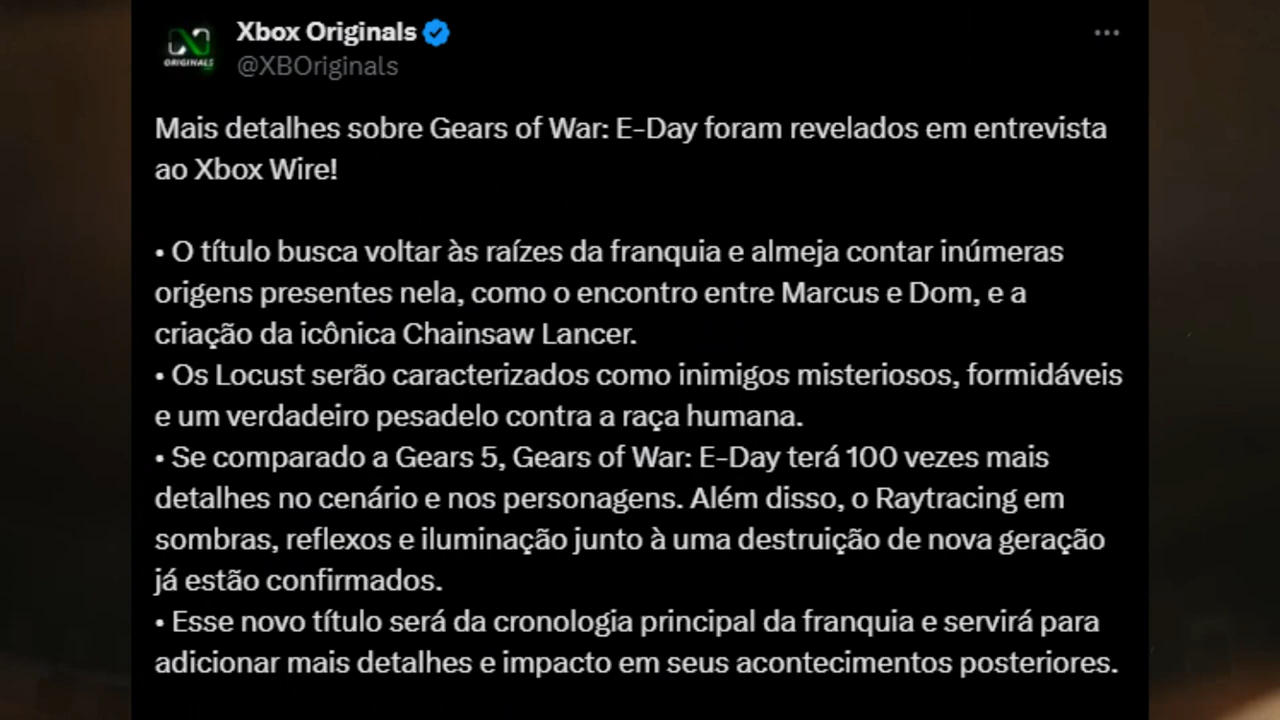 Xbox Originals
ORIGINALS
@XBOriginals
Mais detalhes sobre Gears of War: E-Day foram revelados em entrevista
ao Xbox Wire!
• O título busca voltar às raízes da franquia e almeja contar inúmeras
origens presentes nela, como o encontro entre Marcus e Dom, e a
criação da icônica Chainsaw Lancer.
• Os Locust serão caracterizados como inimigos misteriosos, formidáveis
e um verdadeiro pesadelo contra a raça humana.
• Se comparado a Gears 5, Gears of War: E-Day terá 100 vezes mais
detalhes no cenário e nos personagens. Além disso, o Raytracing em
sombras, reflexos e iluminação junto à uma destruição de nova geração
já estão confirmados.
• Esse novo título será da cronologia principal da franquia e servirá para
adicionar mais detalhes e impacto em seus acontecimentos posteriores.